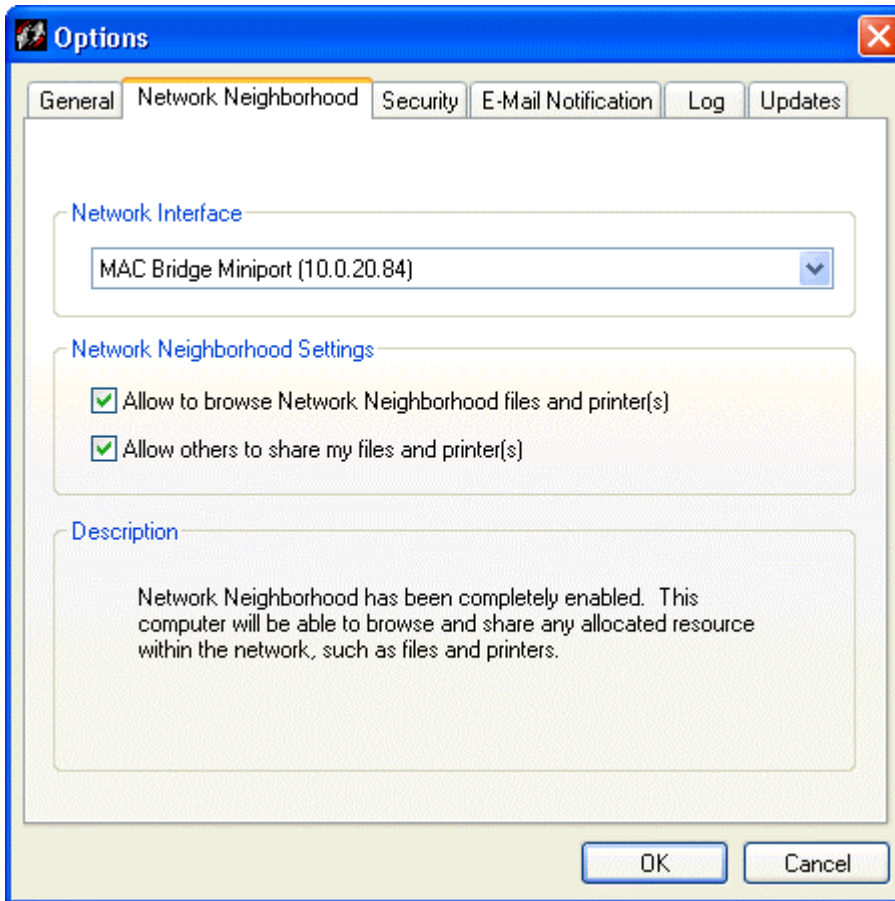 Options
General Network Neighborhood Security E-Mail Notification Log Updates
Network Interface
MAC Bridge Miniport (10.0.20.84)
Network Neighborhood Settings
Allow to browse Network Neighborhood files and printer(s)
Allow others to share my files and printer(s)
Description
Network Neighborhood has been completely enabled. This
computer will be able to browse and share any allocated resource
within the network, such as files and printers.
OK Cancel